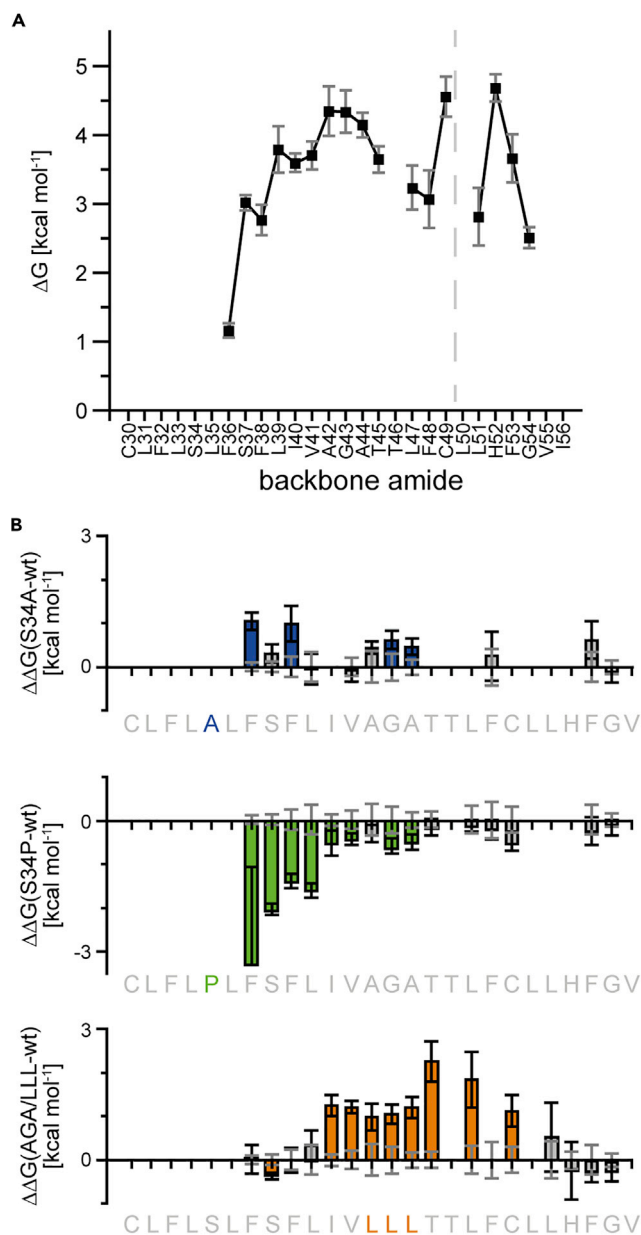 A
5
4
3
2
1
0
ΔG [kcal mol-1]
C30 L31 F32 L33 S34 L35 F36 S37 F38 L39 I40 V41 A42 G43 A44 T45 T46 L47 F48 C49 L50 L51 H52 F53 G54 V55 I56
backbone amide
B
3
0
ΔΔG(S34A-wt)
[kcal mol-1]
C L F L A L F S F L I V A G A T T L F C L L H F G V
0
-3
ΔΔG(S34P-wt)
[kcal mol-1]
C L F L P L F S F L I V A G A T T L F C L L H F G V
3
0
ΔΔG(AGA/LLL-wt)
[kcal mol-1]
C L F L S L F S F L I V L L L T T L F C L L H F G V